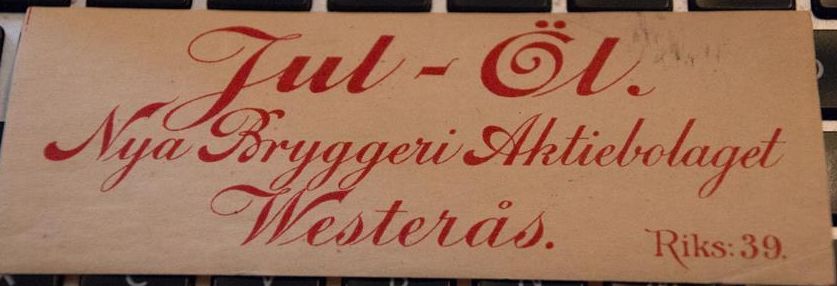 Jul - Öl.
Nya Bryggeri Aktiebolaget
Westerås.
Riks: 39.